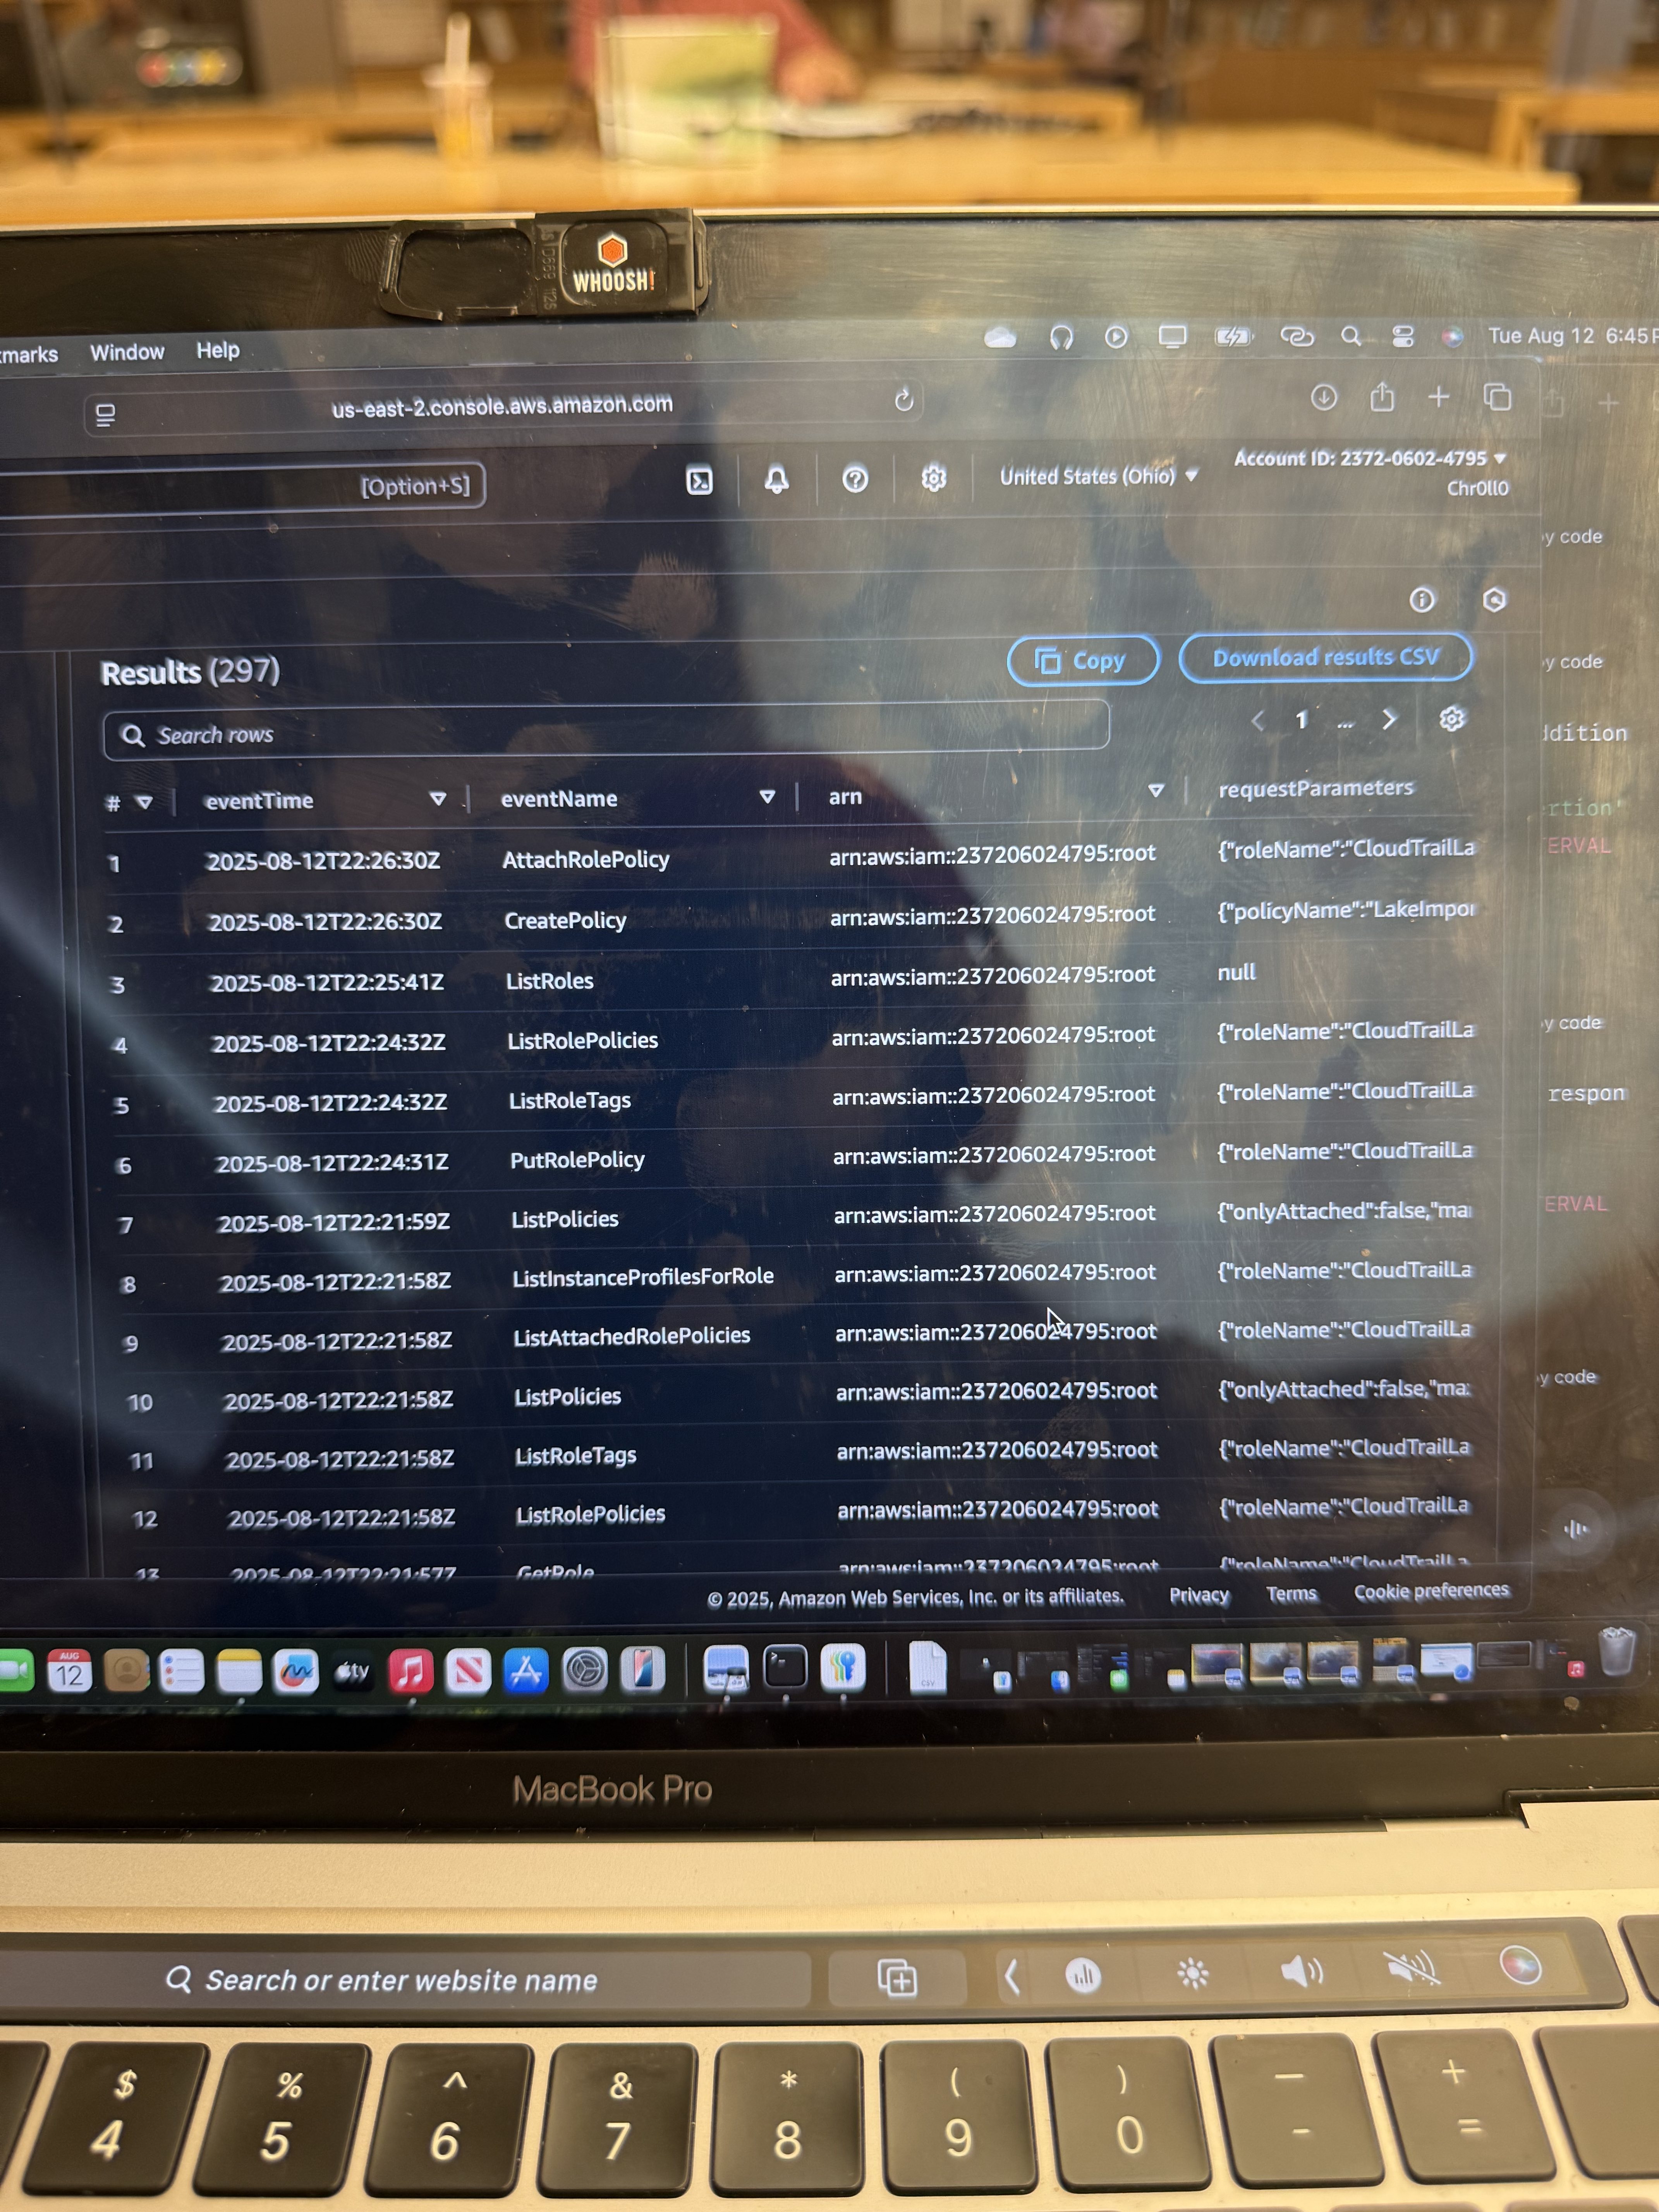 WHOOSH!
Window Help
Tue Aug 12 6:45
us-east-2.console.aws.amazon.com
[Option+S]
United States (Ohio)
Account ID: 2372-0602-4795
Chr0ll0
y code
Results (297)
Copy
Download results CSV
y code
Search rows
1 ...
ddition
# eventTime eventName arn requestParameters
ertion'
ERVAL
1 2025-08-12T22:26:30Z AttachRolePolicy arn:aws:iam::237206024795:root {"roleName":"CloudTrailLa
2 2025-08-12T22:26:30Z CreatePolicy arn:aws:iam::237206024795:root {"policyName":"LakeImpor
3 2025-08-12T22:25:41Z ListRoles arn:aws:iam::237206024795:root null
4 2025-08-12T22:24:32Z ListRolePolicies arn:aws:iam::237206024795:root {"roleName":"CloudTrailLa
y code
5 2025-08-12T22:24:32Z ListRoleTags arn:aws:iam::237206024795:root {"roleName":"CloudTrailLa
respon
6 2025-08-12T22:24:31Z PutRolePolicy arn:aws:iam::237206024795:root {"roleName":"CloudTrailLa
7 2025-08-12T22:21:59Z ListPolicies arn:aws:iam::237206024795:root {"onlyAttached":false,"ma
ERVAL
8 2025-08-12T22:21:58Z ListInstanceProfilesForRole arn:aws:iam::237206024795:root {"roleName":"CloudTrailLa
9 2025-08-12T22:21:58Z ListAttachedRolePolicies arn:aws:iam::237206024795:root {"roleName":"CloudTrailLa
10 2025-08-12T22:21:58Z ListPolicies arn:aws:iam::237206024795:root {"onlyAttached":false,"ma
y code
11 2025-08-12T22:21:58Z ListRoleTags arn:aws:iam::237206024795:root {"roleName":"CloudTrailLa
12 2025-08-12T22:21:58Z ListRolePolicies arn:aws:iam::237206024795:root {"roleName":"CloudTrailLa
13 2025-08-12T22:21:57Z GetRole arn:aws:iam::237206024795:root {"roleName":"CloudTrailLa
© 2025, Amazon Web Services, Inc. or its affiliates. Privacy Terms Cookie preferences
AUG
12
tv
CSV
MacBook Pro
Search or enter website name
$ % ^ & * ( ) — +
4 5 6 7 8 9 0 - =